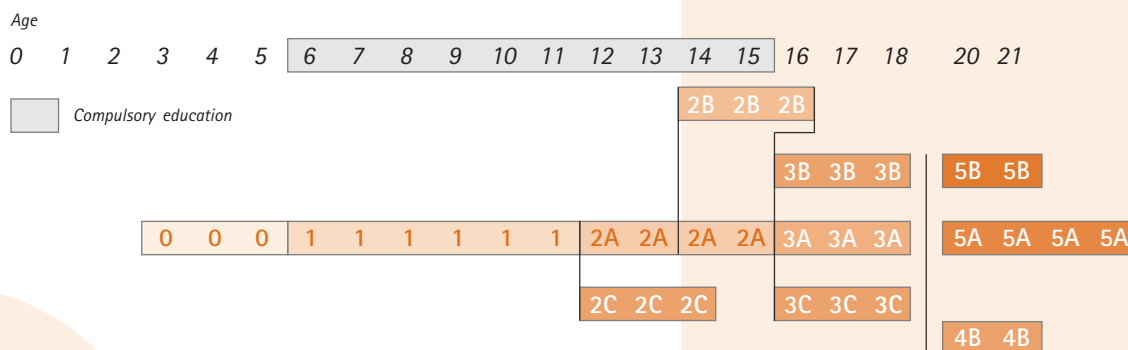 Age
0 1 2 3 4 5 6 7 8 9 10 11 12 13 14 15 16 17 18 20 21
Compulsory education
2B 2B 2B
3B 3B 3B 5B 5B
0 0 0 1 1 1 1 1 1 2A 2A 2A 2A 3A 3A 3A 5A 5A 5A 5A
2C 2C 2C 3C 3C 3C
4B 4B